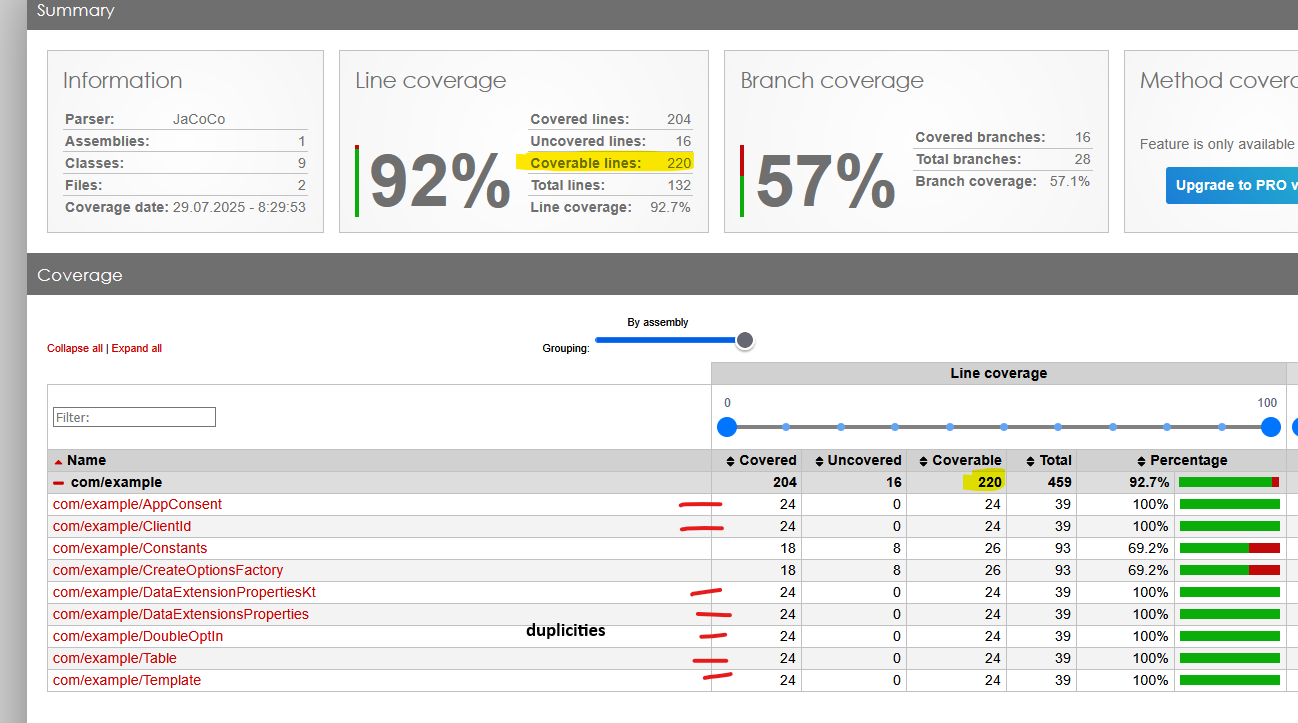 Summary
Information
Parser: JaCoCo
Assemblies: 1
Classes: 9
Files: 2
Coverage date: 29.07.2025 - 8:29:53
Line coverage
92%
Covered lines: 204
Uncovered lines: 16
Coverable lines: 220
Total lines: 132
Line coverage: 92.7%
Branch coverage
57%
Covered branches: 16
Total branches: 28
Branch coverage: 57.1%
Method coverag
Feature is only available
Upgrade to PRO v
Coverage
Collapse all | Expand all
By assembly
Grouping:
Line coverage
Filter:
0 100
Name Covered Uncovered Coverable Total Percentage
com/example 204 16 220 459 92.7%
com/example/AppConsent 24 0 24 39 100%
com/example/ClientId 24 0 24 39 100%
com/example/Constants 18 8 26 93 69.2%
com/example/CreateOptionsFactory 18 8 26 93 69.2%
com/example/DataExtensionPropertiesKt 24 0 24 39 100%
com/example/DataExtensionsProperties 24 0 24 39 100%
com/example/DoubleOptIn 24 0 24 39 100%
duplicities
com/example/Table 24 0 24 39 100%
com/example/Template 24 0 24 39 100%